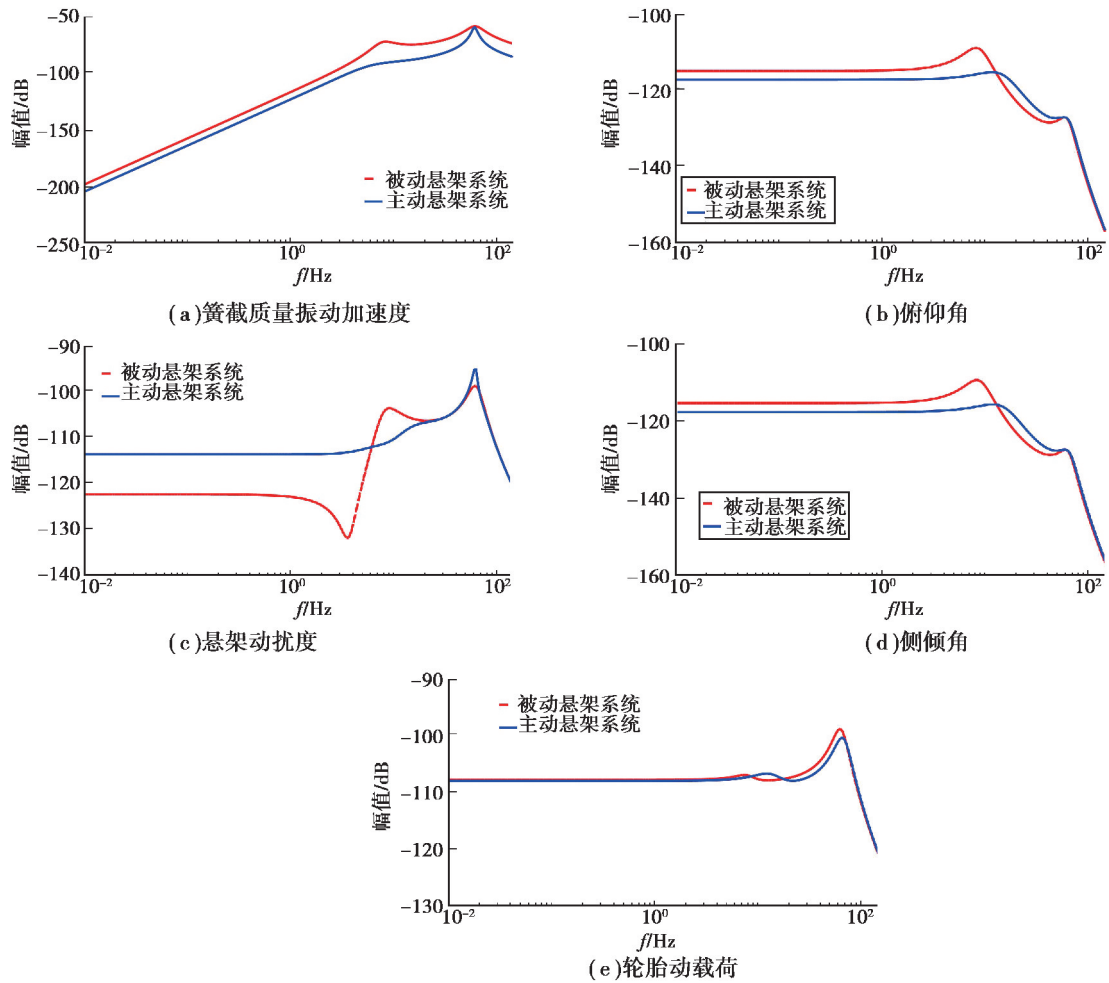 -50
-100
-150
-200
-250
幅值/dB
被动悬架系统
主动悬架系统
10-2
100
102
f/Hz
(a)簧截质量振动加速度
-100
-120
-140
-160
幅值/dB
被动悬架系统
主动悬架系统
10-2
100
102
f/Hz
(b)俯仰角
-90
-100
-110
-120
-130
-140
幅值/dB
被动悬架系统
主动悬架系统
10-2
100
102
f/Hz
(c)悬架动扰度
-100
-120
-140
-160
幅值/dB
被动悬架系统
主动悬架系统
10-2
100
102
f/Hz
(d)侧倾角
-90
-100
-110
-120
-130
幅值/dB
被动悬架系统
主动悬架系统
10-2
100
102
f/Hz
(e)轮胎动载荷